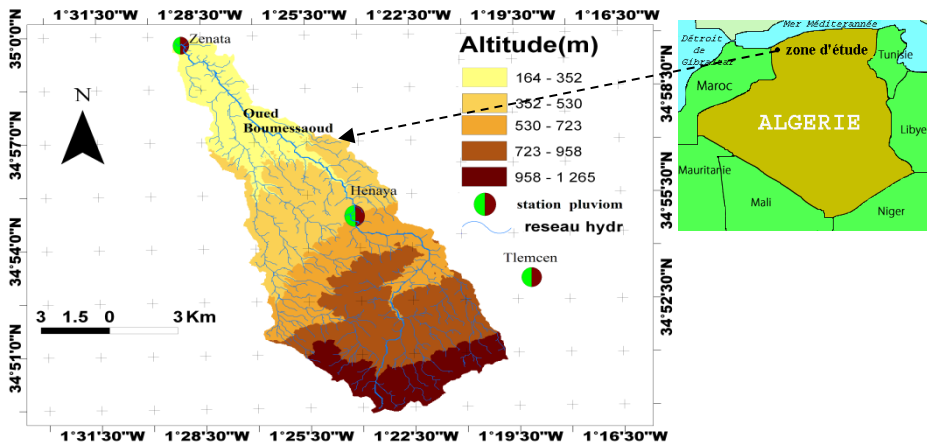 1°31'30"W 1°28'30"W 1°25'30"W 1°22'30"W 1°19'30"W 1°16'30"W
35°0'0"N
34°57'0"N
34°54'0"N
34°51'0"N
Zenata
N
Oued
Boumessaoud
Henaya
Tlemcen
3 1.5 0 3 Km
Altitude(m)
164 - 352
352 - 530
530 - 723
723 - 958
958 - 1 265
station pluviom
reseau hydr
34°58'30"N
34°55'30"N
34°52'30"N
1°31'30"W 1°28'30"W 1°25'30"W 1°22'30"W 1°19'30"W 1°16'30"W
Mer Méditerannée
Détroit
de
Gibraltar
zone d'étude
Tunisie
Maroc
ALGERIE
Libye
Mauritanie
Mali
Niger